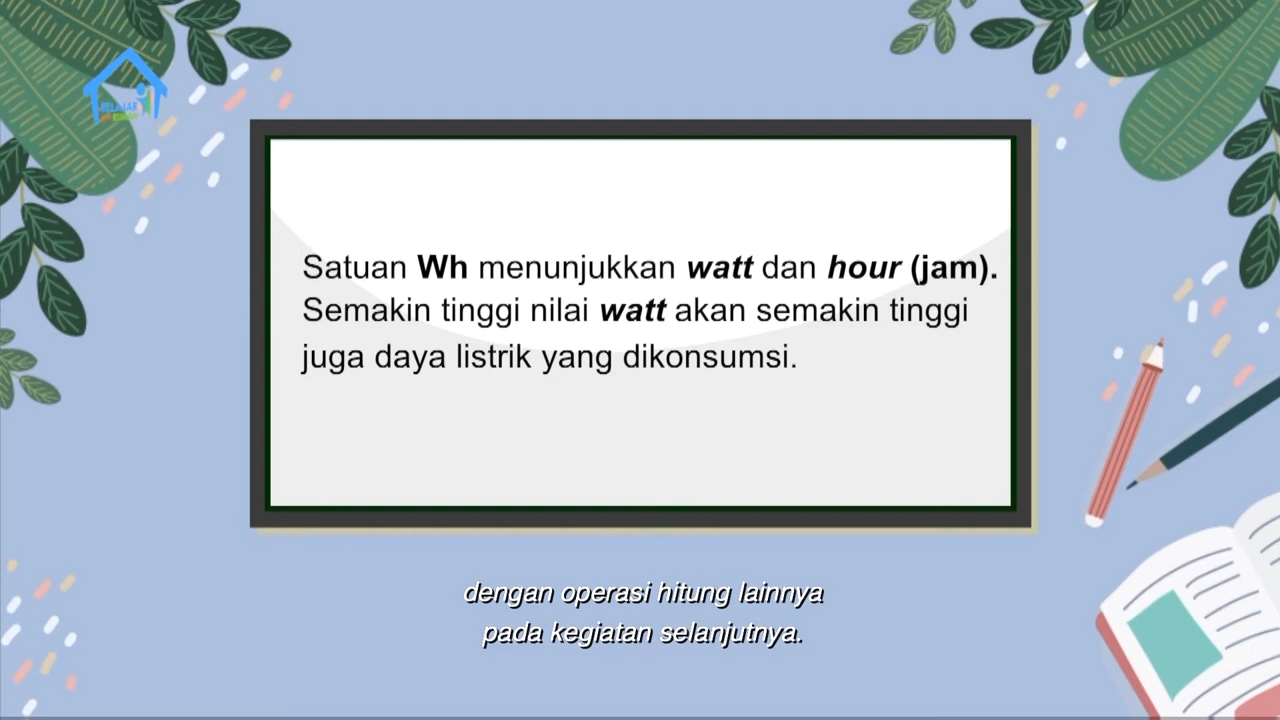 BELAJAR
Satuan Wh menunjukkan watt dan hour (jam).
Semakin tinggi nilai watt akan semakin tinggi
juga daya listrik yang dikonsumsi.
dengan operasi hitung lainnya
pada kegiatan selanjutnya.